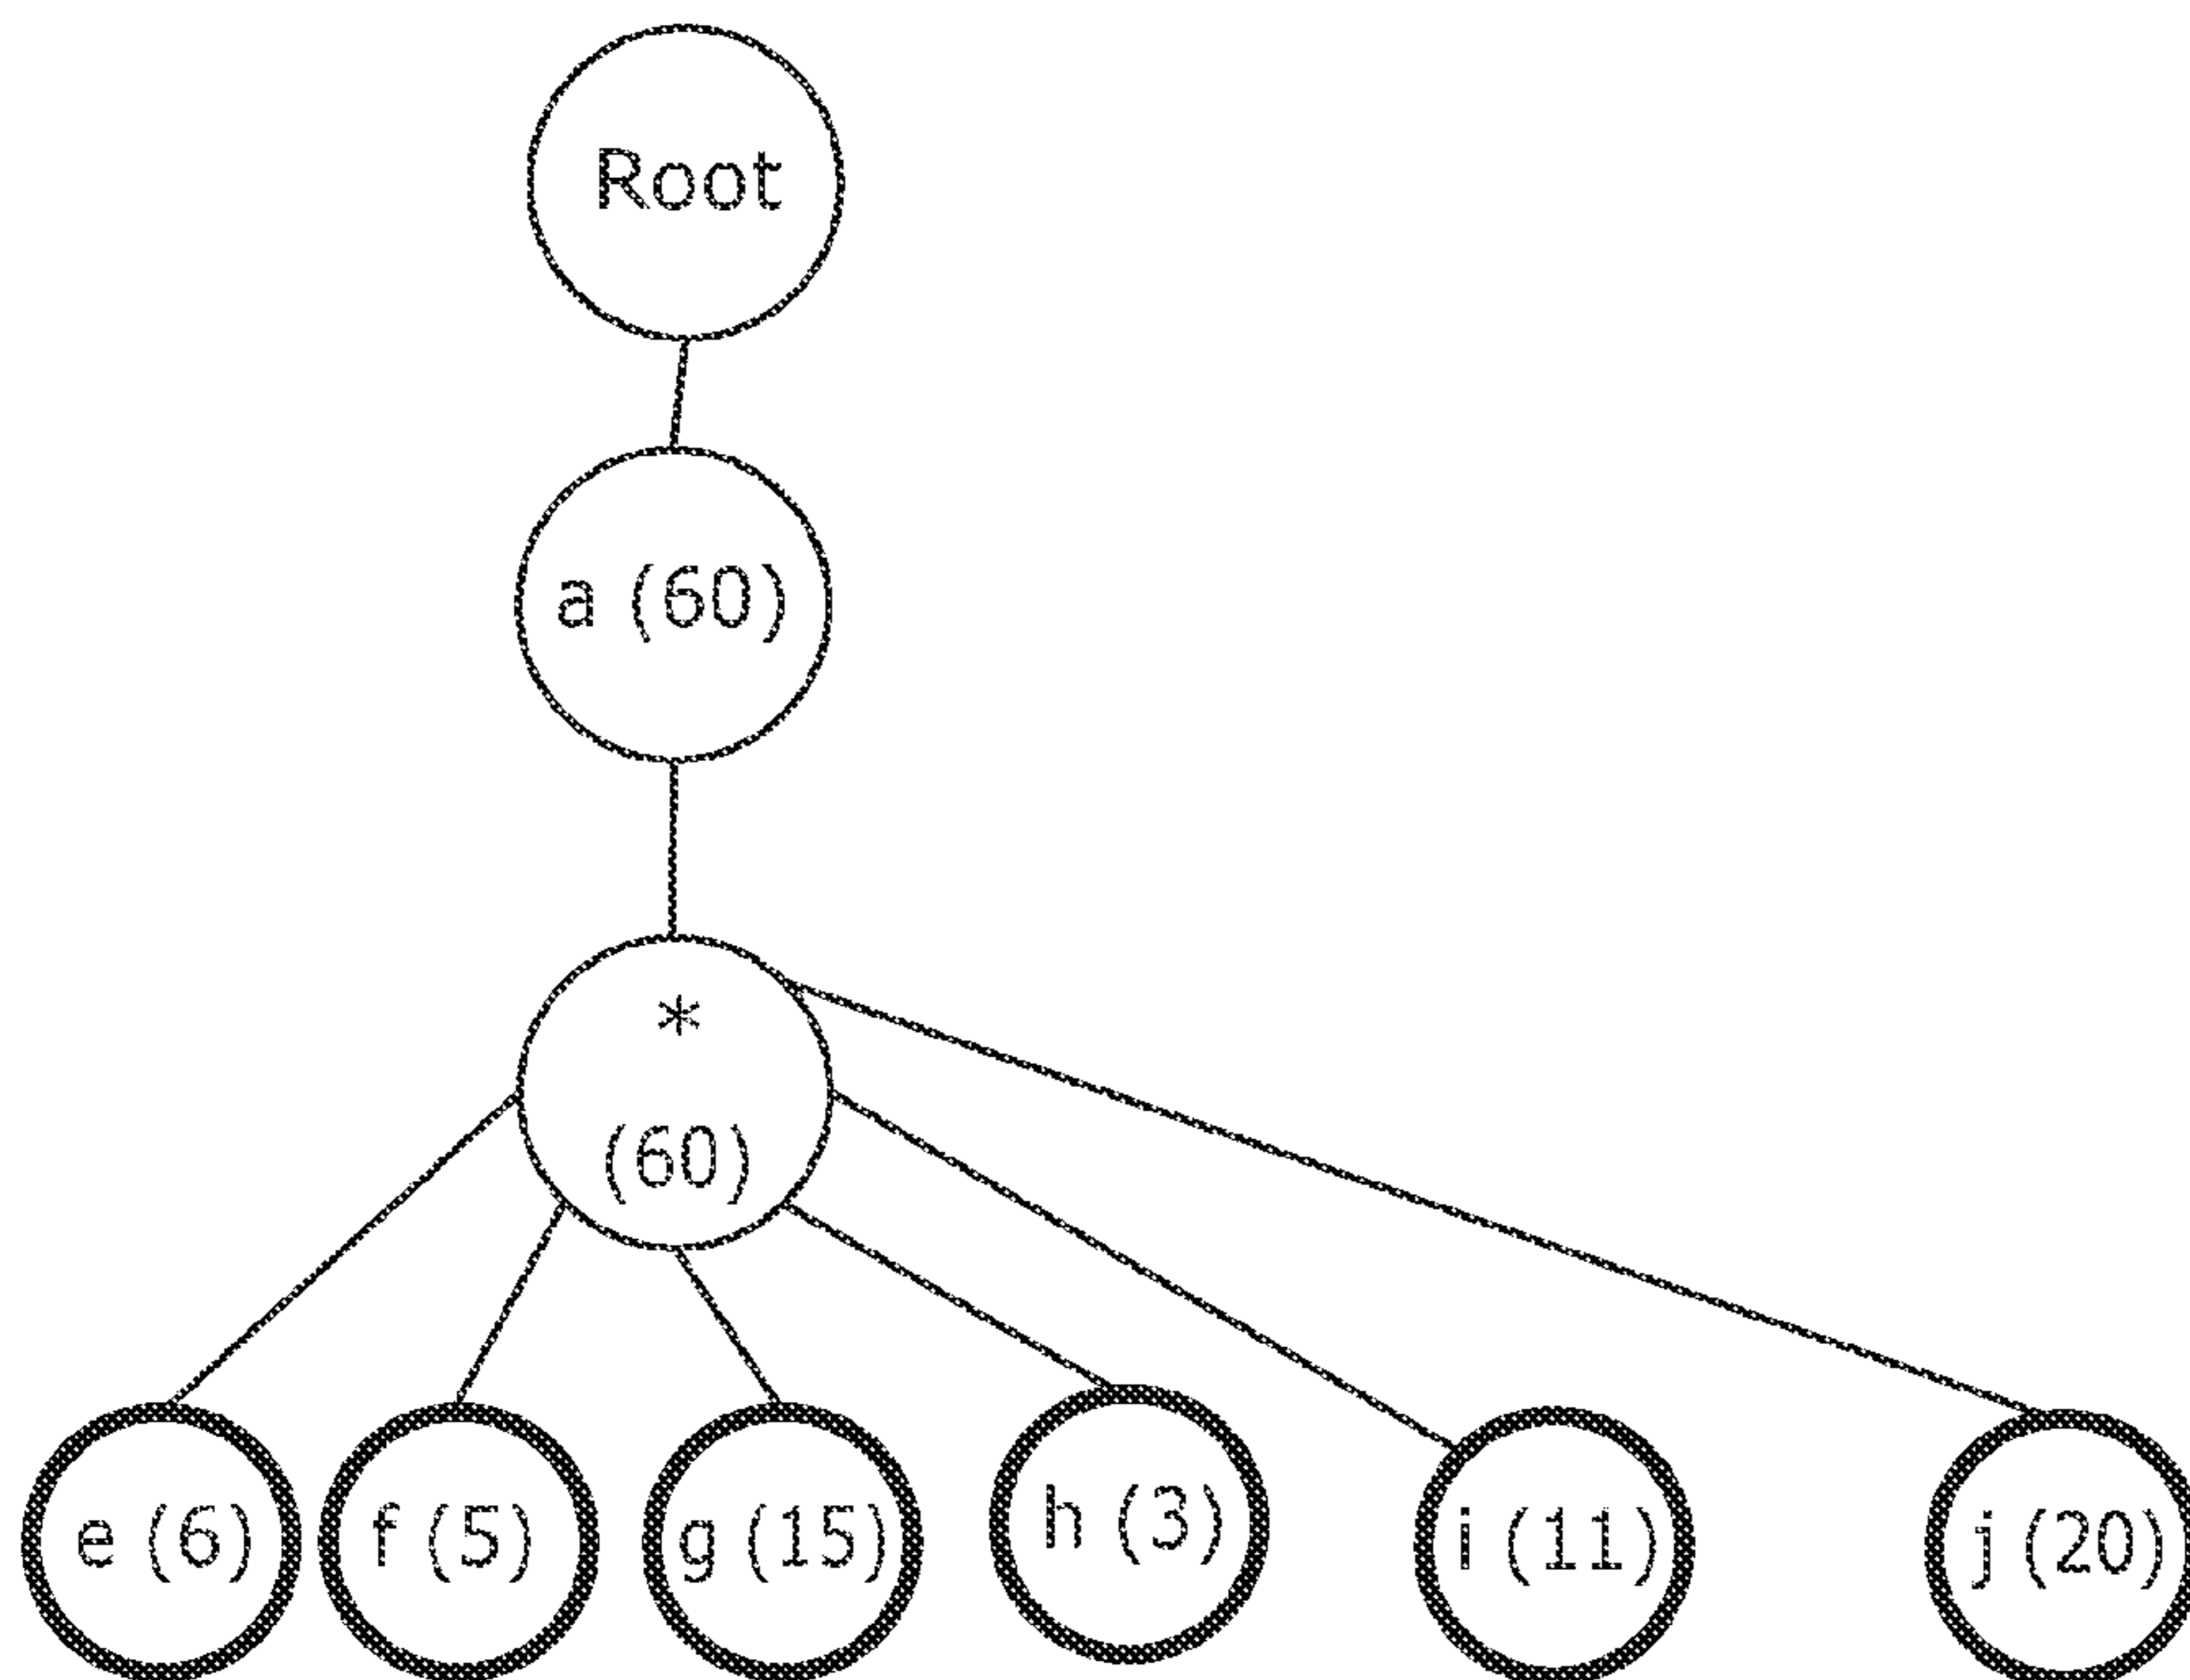 Root
a (60)
*
(60)
e (6)
f (5)
g (15)
h (3)
i (11)
j (20)